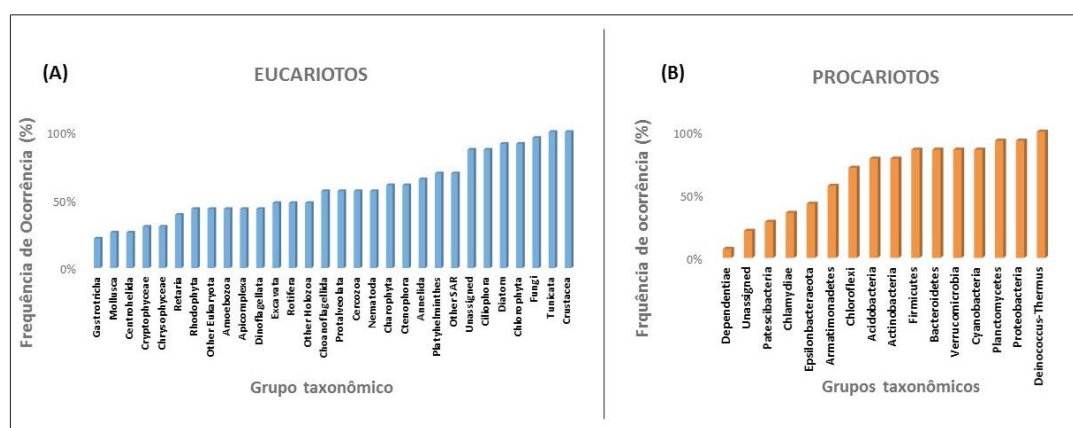 (A)
EUCARIOTOS
Frequência de Ocorrência (%)
100%
50%
0%
Gastrotricha
Mollusca
Centrohelida
Cryptophyceae
Chrysophyceae
Retaria
Rhodophyta
Other Eukaryota
Amoebozoa
Apicomplexa
Dinoflagellata
Excavata
Rotifera
Other Holozoa
Choanoflagellida
Protalveolata
Cercozoa
Nematoda
Charophyta
Ctenophora
Annelida
Platyhelminthes
Other SAR
Unassigned
Ciliophora
Diatom
Chlorophyta
Fungi
Tunicata
Crustacea
Grupo taxonômico
(B)
PROCARIOTOS
Frquência de ocorrência (%)
100%
50%
0%
Dependentiae
Unassigned
Patescibacteria
Chlamydiae
Epsilonbacteraeota
Armatimonadetes
Chloroflexi
Acidobacteria
Actinobacteria
Firmicutes
Bacteroidetes
Verrucomicrobia
Cyanobacteria
Planctomycetes
Proteobacteria
Deinococcus-Thermus
Grupos taxonômicos